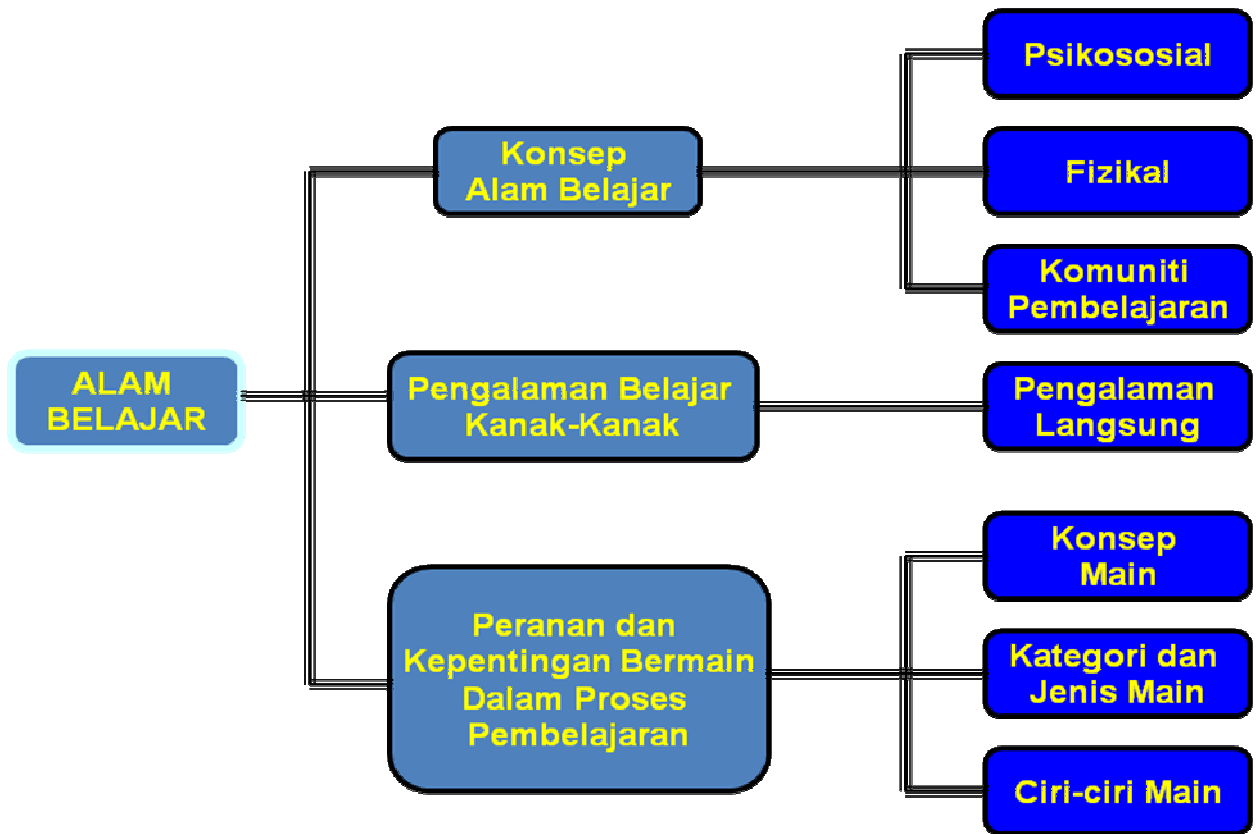 ALAM
BELAJAR
Konsep
Alam Belajar
Psikososial
Fizikal
Komuniti
Pembelajaran
Pengalaman Belajar
Kanak-Kanak
Pengalaman
Langsung
Peranan dan
Kepentingan Bermain
Dalam Proses
Pembelajaran
Konsep
Main
Kategori dan
Jenis Main
Ciri-ciri Main